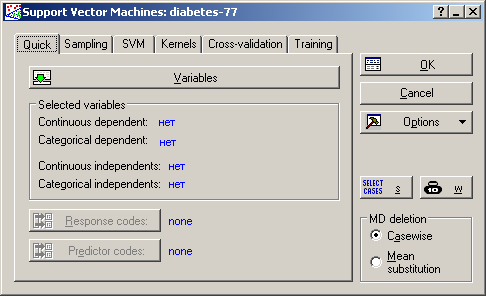 Support Vector Machines: diabetes-77
Quick Sampling SVM Kernels Cross-validation Training
Variables
Selected variables
Continuous dependent: нет
Categorical dependent: нет
Continuous independents: нет
Categorical independents: нет
Response codes: none
Predictor codes: none
OK
Cancel
Options
SELECT CASES S
W
MD deletion
Casewise
Mean
substitution